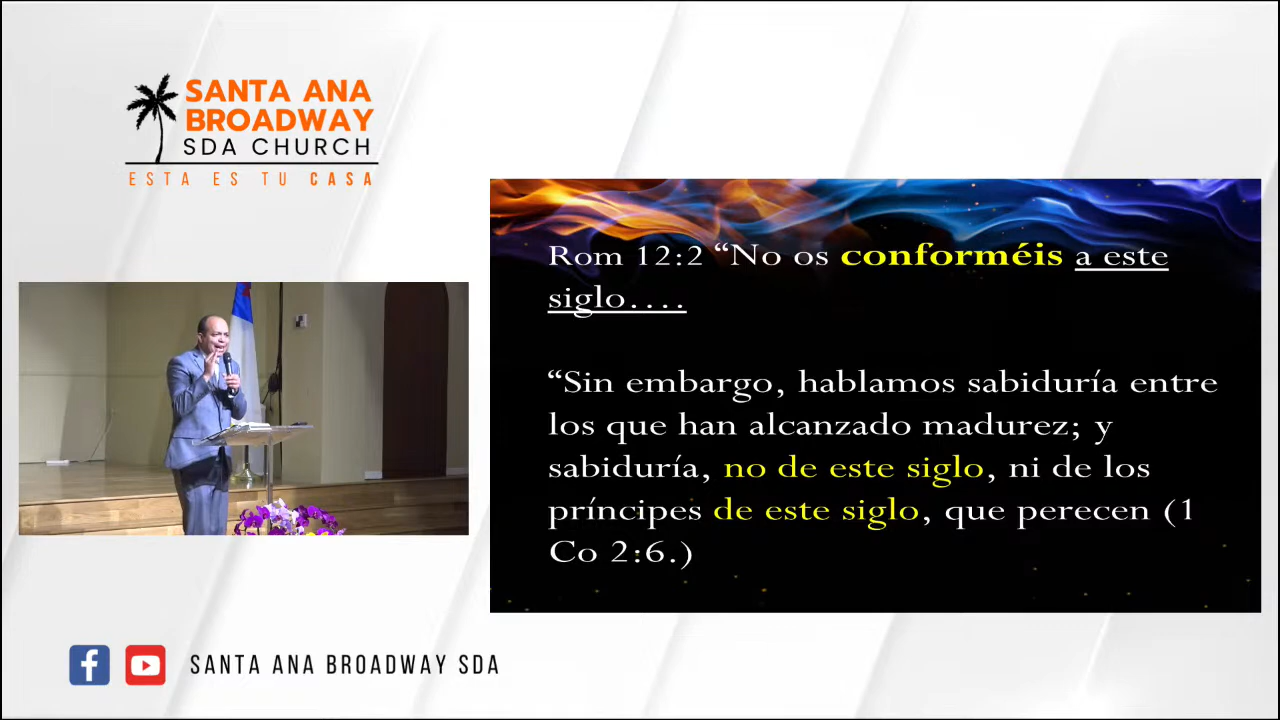 SANTA ANA
BROADWAY
SDA CHURCH
ESTA ES TU CASA
Rom 12:2 “No os conforméis a este
siglo….
“Sin embargo, hablamos sabiduría entre
los que han alcanzado madurez; y
sabiduría, no de este siglo, ni de los
príncipes de este siglo, que perecen (1
Co 2:6.)
SANTA ANA BROADWAY SDA